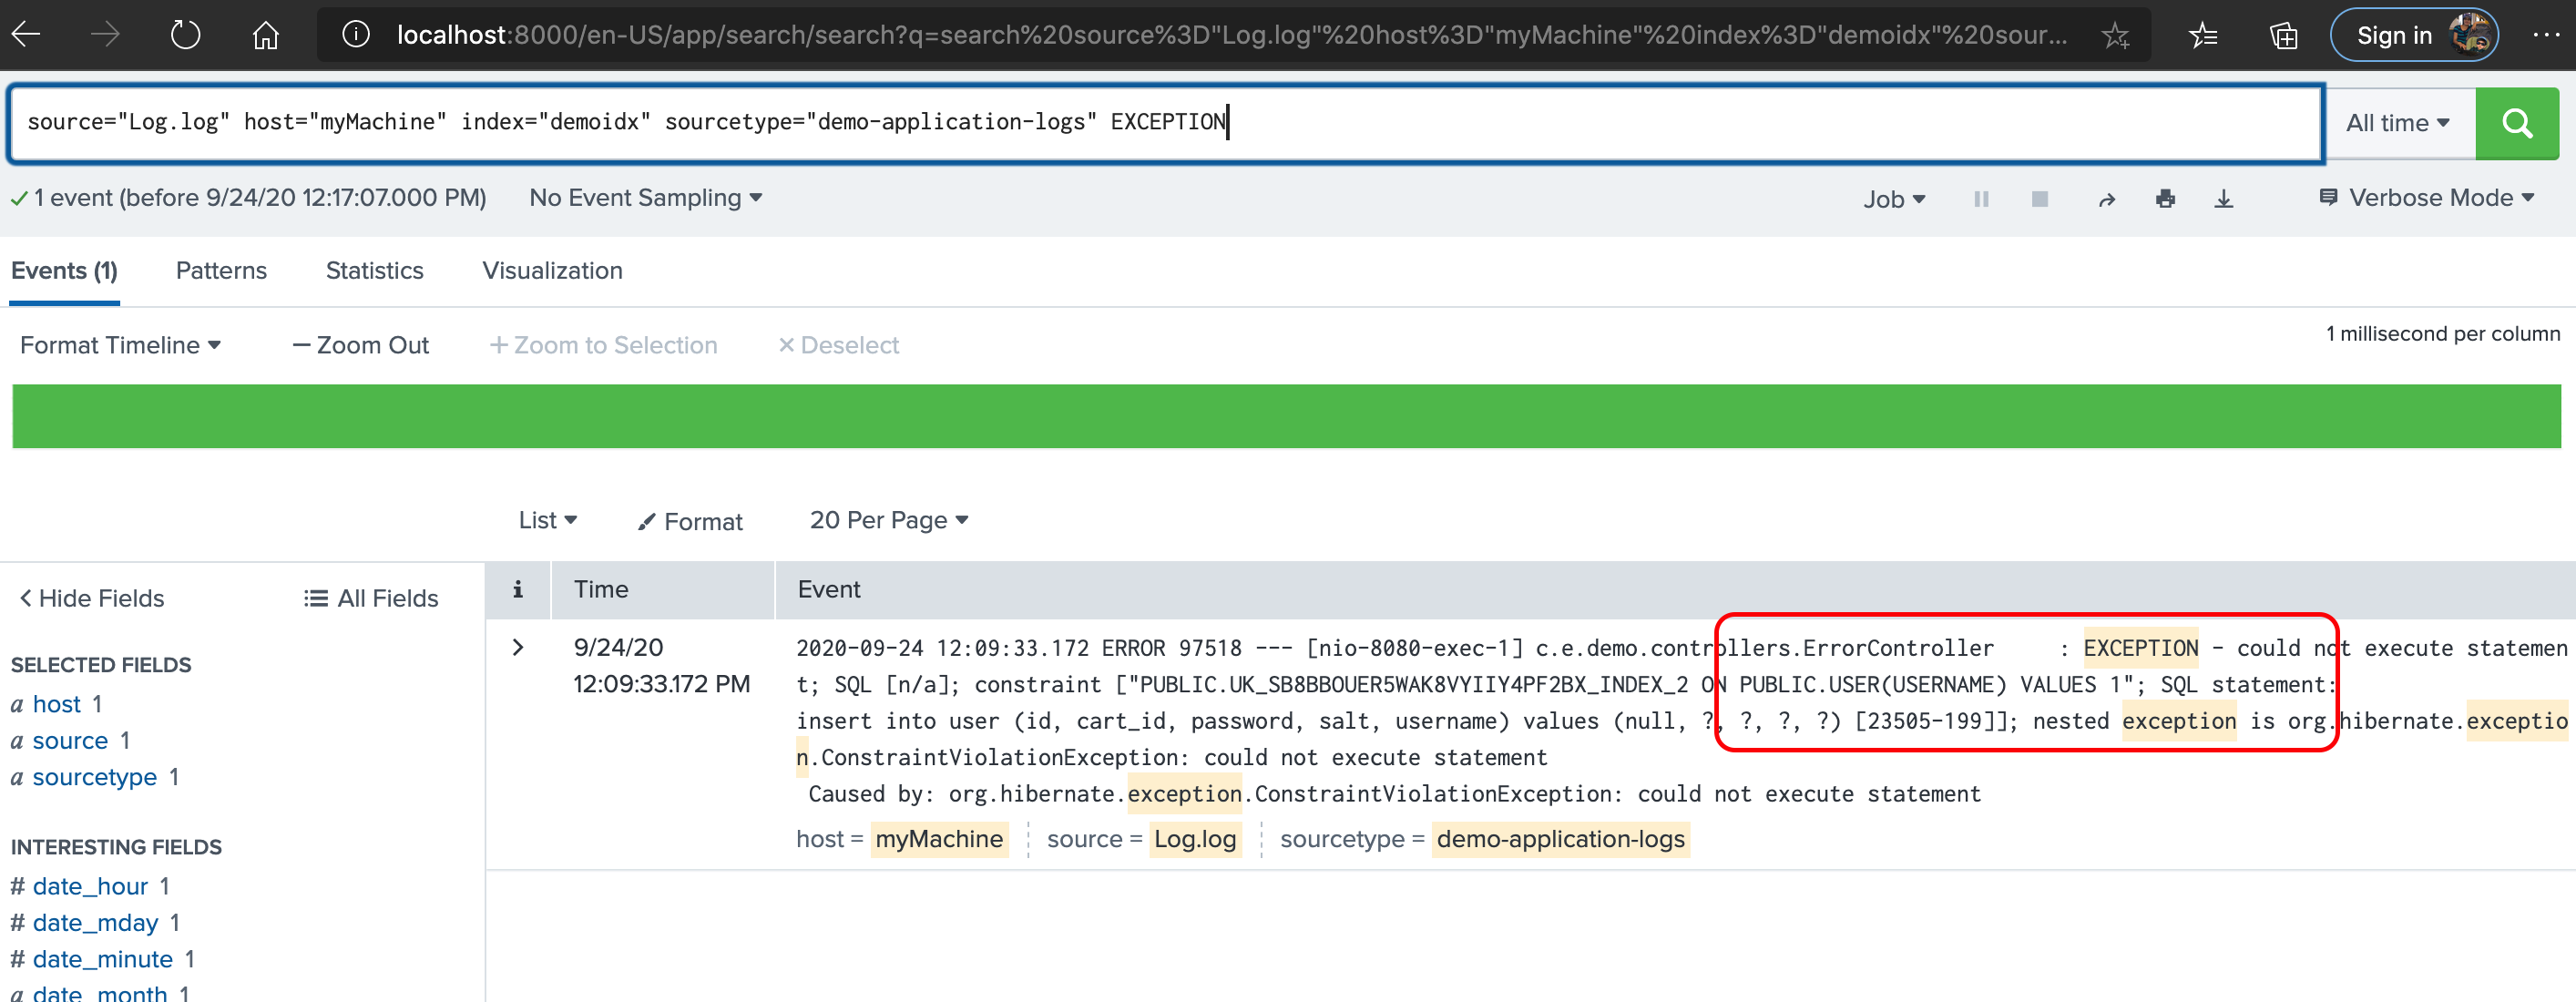 localhost:8000/en-US/app/search/search?q=search%20source%3D"Log.log"%20host%3D"myMachine"%20index%3D"demoidx"%20sour...
Sign in
source="Log.log" host="myMachine" index="demoidx" sourcetype="demo-application-logs" EXCEPTION
All time
1 event (before 9/24/20 12:17:07.000 PM) No Event Sampling Job Verbose Mode
Events (1) Patterns Statistics Visualization
Format Timeline — Zoom Out + Zoom to Selection × Deselect 1 millisecond per column
List Format 20 Per Page
< Hide Fields All Fields
i Time Event
SELECTED FIELDS
a host 1
a source 1
a sourcetype 1
INTERESTING FIELDS
# date_hour 1
# date_mday 1
# date_minute 1
a date_month 1
9/24/20
12:09:33.172 PM
2020-09-24 12:09:33.172 ERROR 97518 --- [nio-8080-exec-1] c.e.demo.controllers.ErrorController : EXCEPTION - could not execute statemen
t; SQL [n/a]; constraint ["PUBLIC.UK_SB8BBOUER5WAK8VYIIY4PF2BX_INDEX_2 ON PUBLIC.USER(USERNAME) VALUES 1"; SQL statement:
insert into user (id, cart_id, password, salt, username) values (null, ?, ?, ?, ?) [23505-199]]; nested exception is org.hibernate.exceptio
n.ConstraintViolationException: could not execute statement
Caused by: org.hibernate.exception.ConstraintViolationException: could not execute statement
host = myMachine source = Log.log sourcetype = demo-application-logs